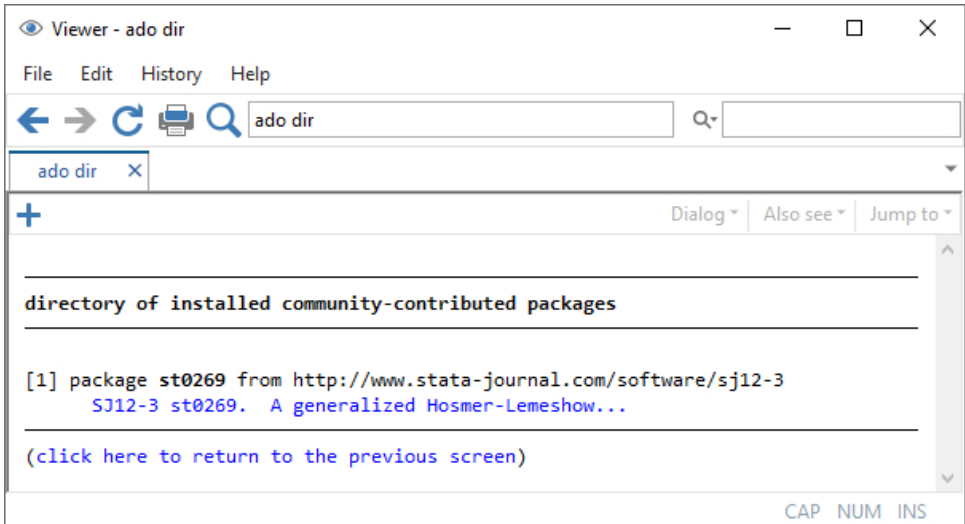 Viewer - ado dir
File Edit History Help
ado dir
ado dir
Dialog Also see Jump to
directory of installed community-contributed packages
[1] package st0269 from http://www.stata-journal.com/software/sj12-3
SJ12-3 st0269. A generalized Hosmer-Lemeshow...
(click here to return to the previous screen)
CAP NUM INS